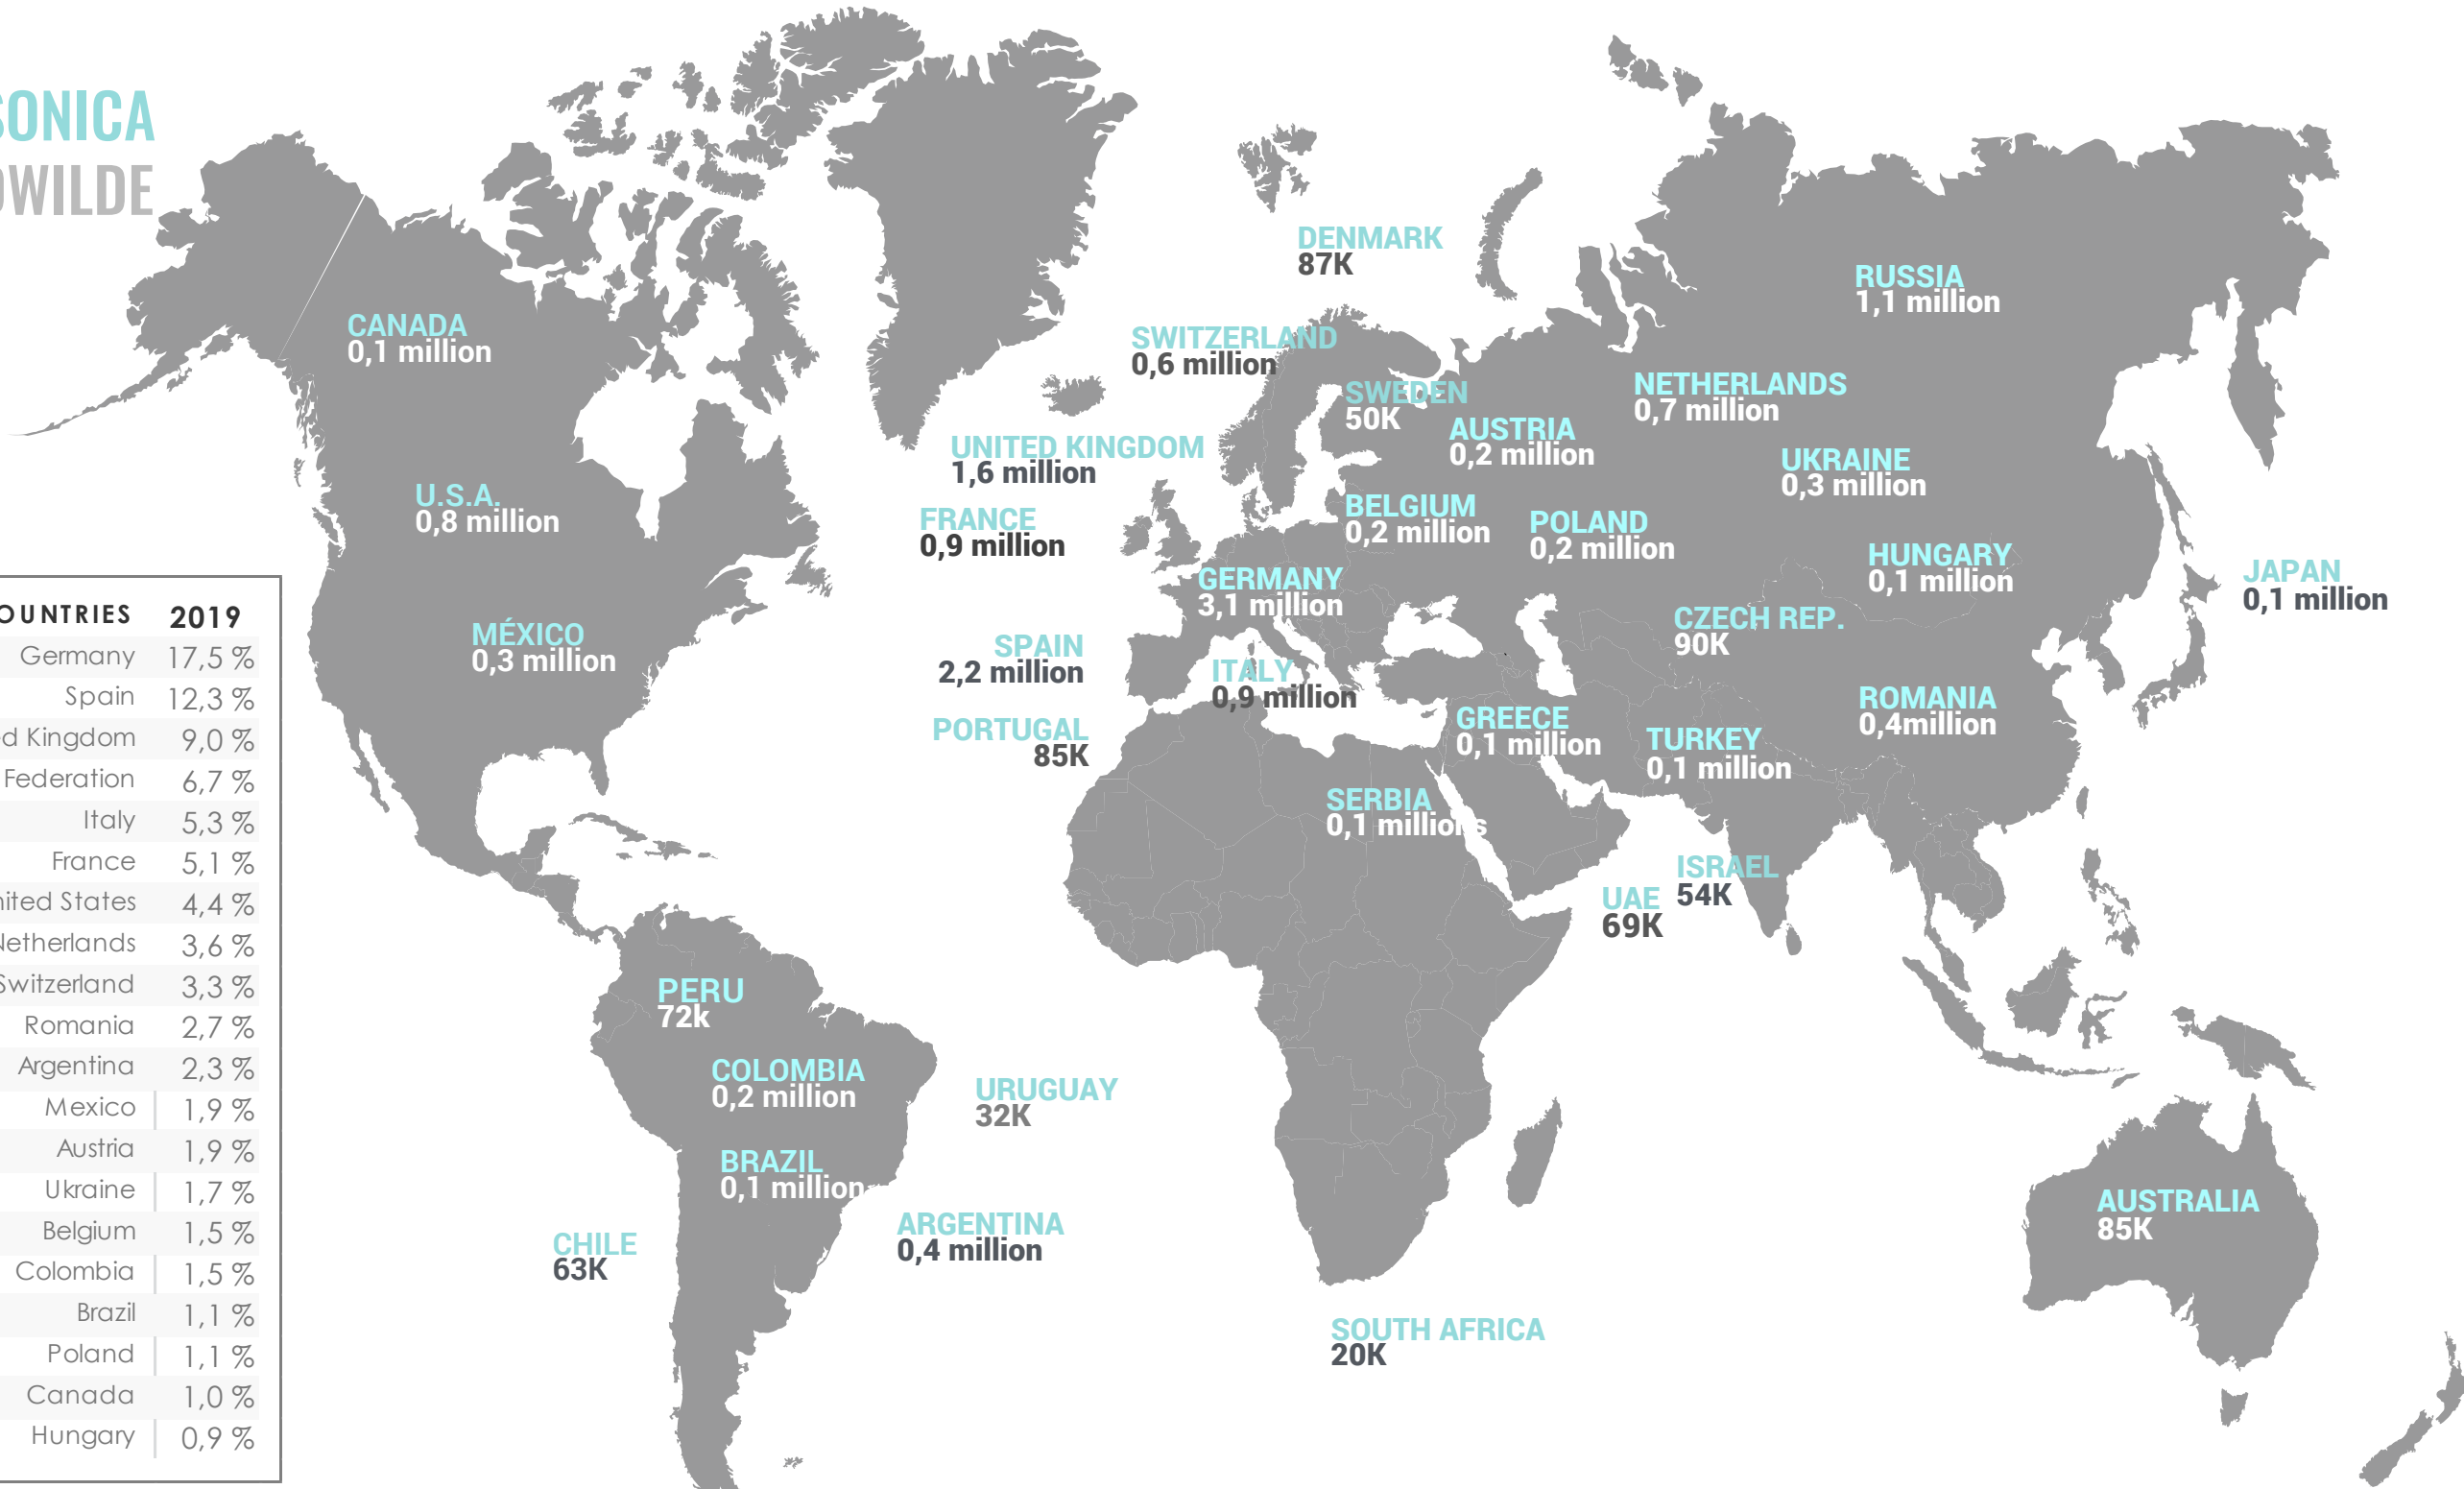 SONICA
DWILDE
DENMARK
87K
RUSSIA
1,1 million
CANADA
0,1 million
SWITZERLAND
0,6 million
SWEDEN
50K
NETHERLANDS
0,7 million
AUSTRIA
0,2 million
UNITED KINGDOM
1,6 million
UKRAINE
0,3 million
U.S.A.
0,8 million
BELGIUM
0,2 million
FRANCE
0,9 million
POLAND
0,2 million
HUNGARY
0,1 million
JAPAN
0,1 million
GERMANY
3,1 million
CZECH REP.
90K
MÉXICO
0,3 million
SPAIN
2,2 million
ITALY
0,9 million
ROMANIA
0,4million
GREECE
0,1 million
PORTUGAL
85K
TURKEY
0,1 million
SERBIA
0,1 millions
ISRAEL
54K
UAE
69K
PERU
72k
COLOMBIA
0,2 million
URUGUAY
32K
BRAZIL
0,1 million
AUSTRALIA
85K
ARGENTINA
0,4 million
CHILE
63K
SOUTH AFRICA
20K
OUNTRIES 2019
Germany 17,5 %
Spain 12,3 %
ed Kingdom 9,0 %
Federation 6,7 %
Italy 5,3 %
France 5,1 %
nited States 4,4 %
Netherlands 3,6 %
Switzerland 3,3 %
Romania 2,7 %
Argentina 2,3 %
Mexico 1,9 %
Austria 1,9 %
Ukraine 1,7 %
Belgium 1,5 %
Colombia 1,5 %
Brazil 1,1 %
Poland 1,1 %
Canada 1,0 %
Hungary 0,9 %